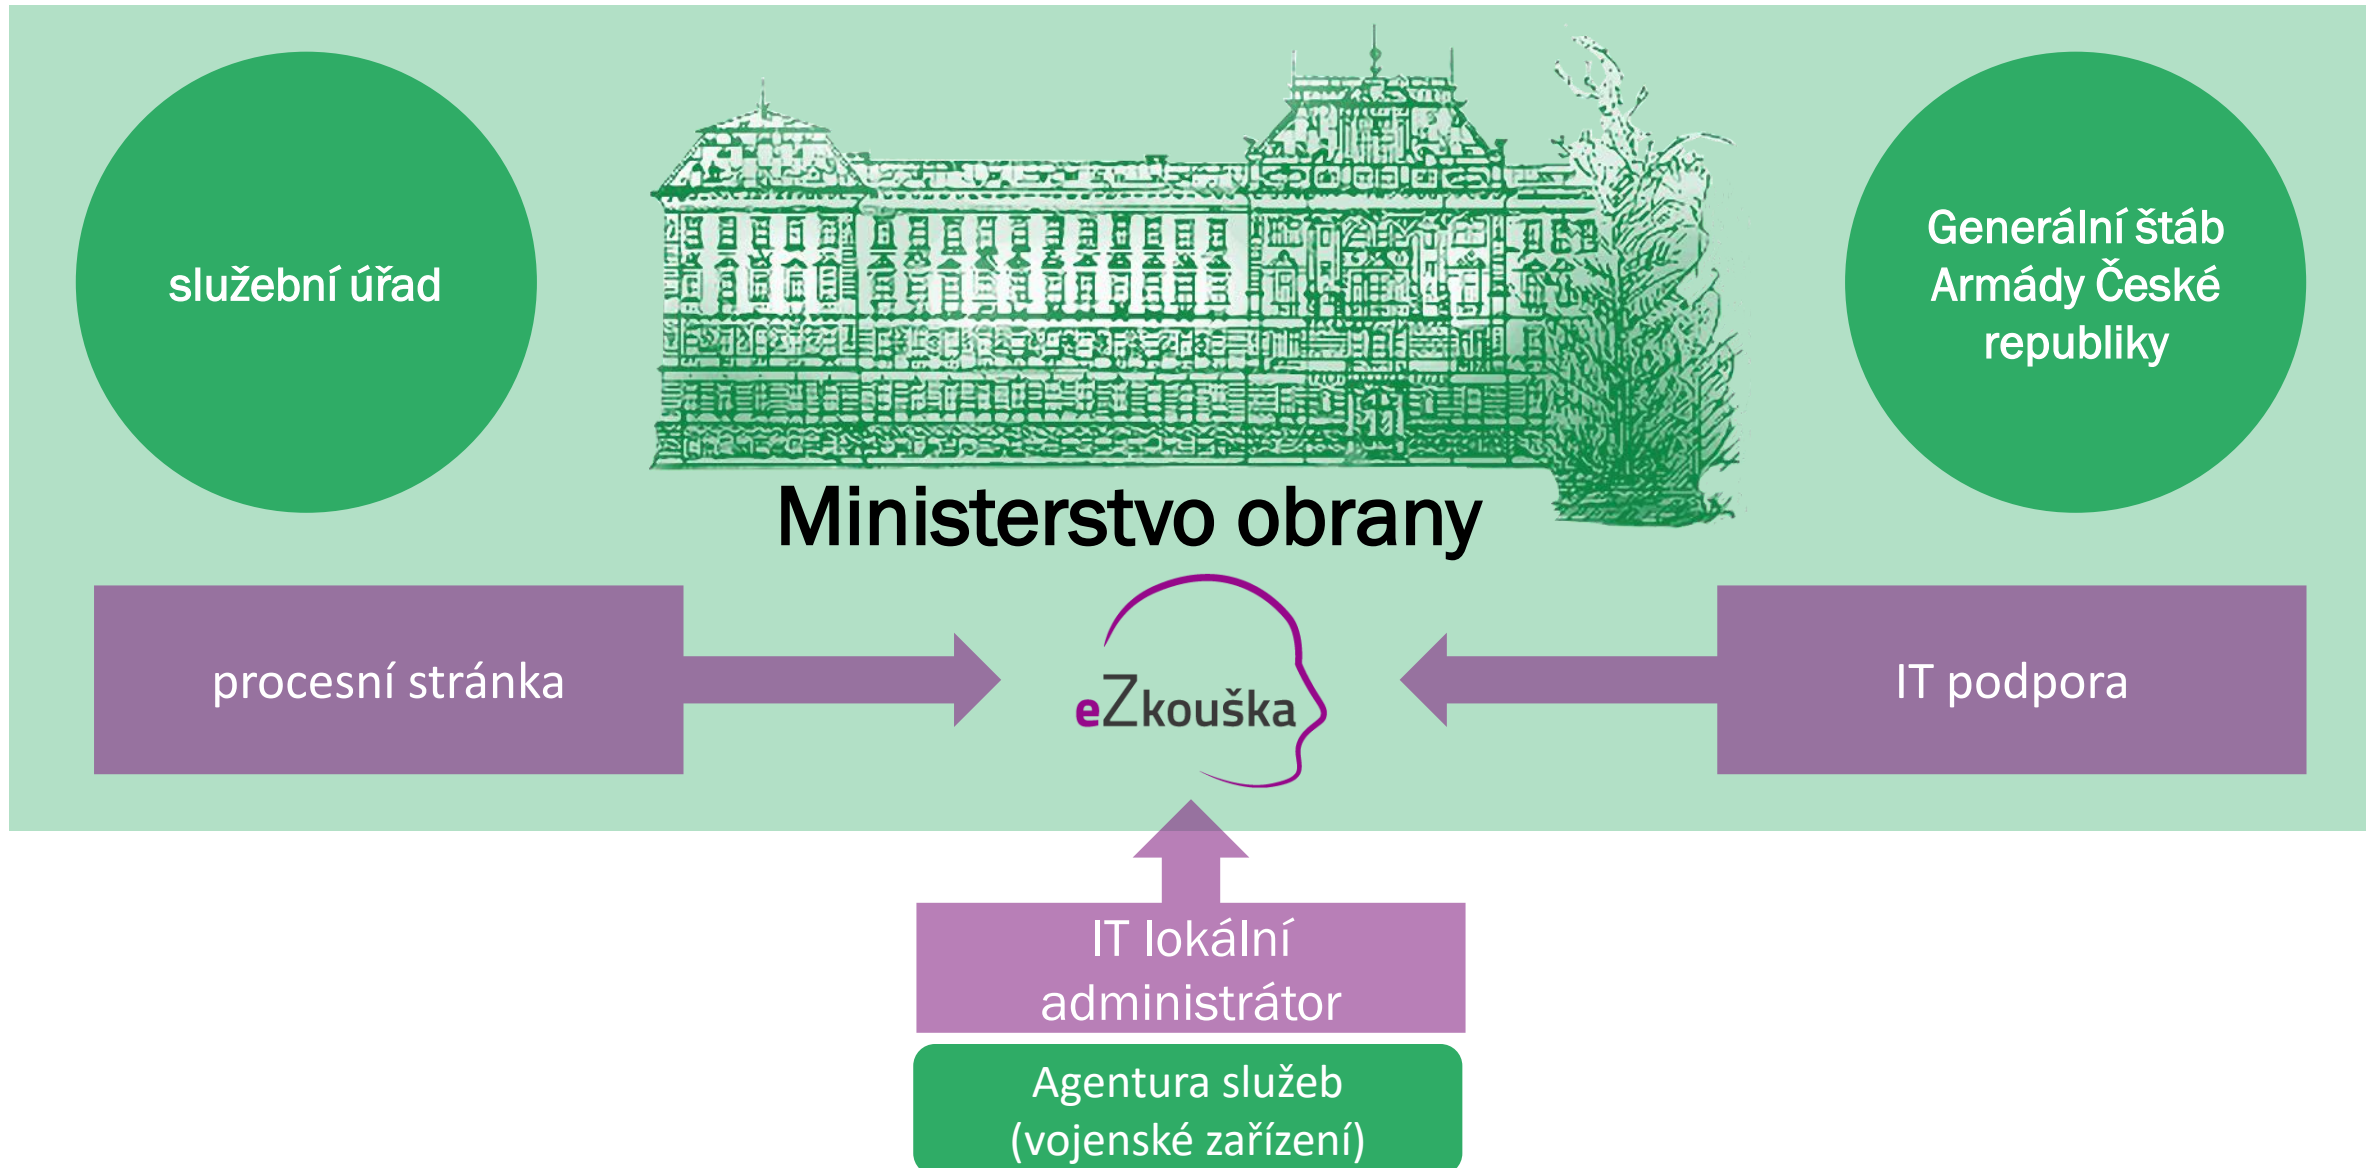 služební úřad
Generální štáb
Armády České
republiky
Ministerstvo obrany
procesní stránka
eZkouška
IT podpora
IT lokální
administrátor
Agentura služeb
(vojenské zařízení)